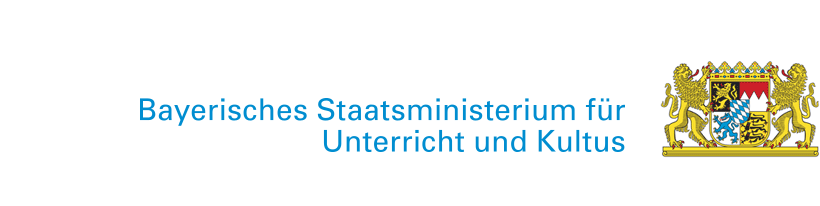 Bayerisches Staatsministerium für
Unterricht und Kultus